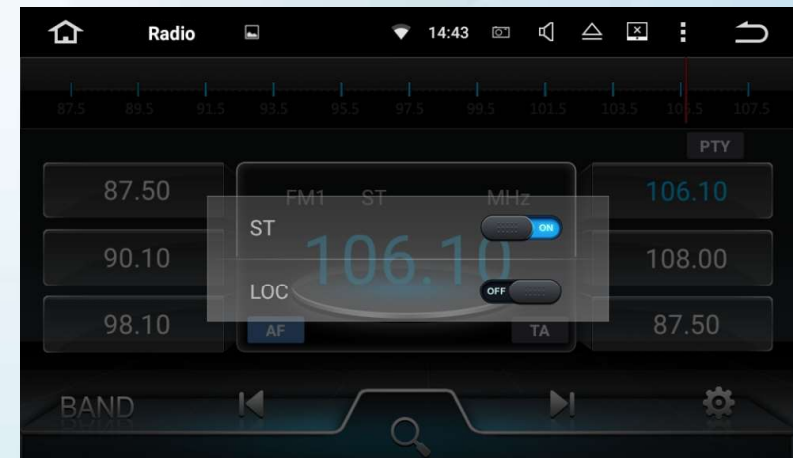 Radio 14:43
87.5 89.5 91.5 93.5 95.5 97.5 99.5 101.5 103.5 105.5 107.5
PTY
87.50 FM1 ST MHz 106.10
ST ON
90.10 106.10 108.00
LOC OFF
98.10 AF TA 87.50
BAND